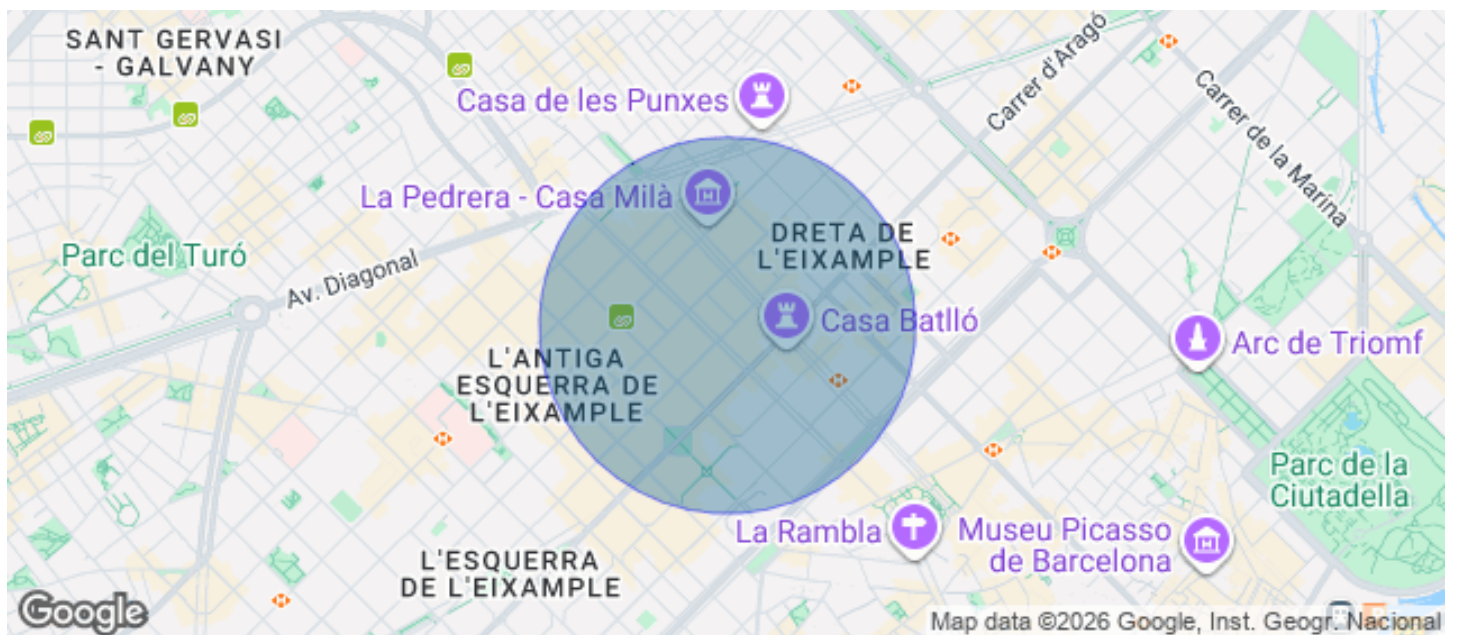 SANT GERVASI
- GALVANY
Casa de les Punxes
Carrer d'Aragó
Carrer de la Marina
La Pedrera - Casa Milà
DRETA DE
L'EIXAMPLE
Parc del Turó
Av. Diagonal
Casa Batlló
Arc de Triomf
L'ANTIGA
ESQUERRA DE
L'EIXAMPLE
Parc de la
Ciutadella
La Rambla
Museu Picasso
de Barcelona
L'ESQUERRA
DE L'EIXAMPLE
Google
Map data ©2026 Google, Inst. Geogr. Nacional